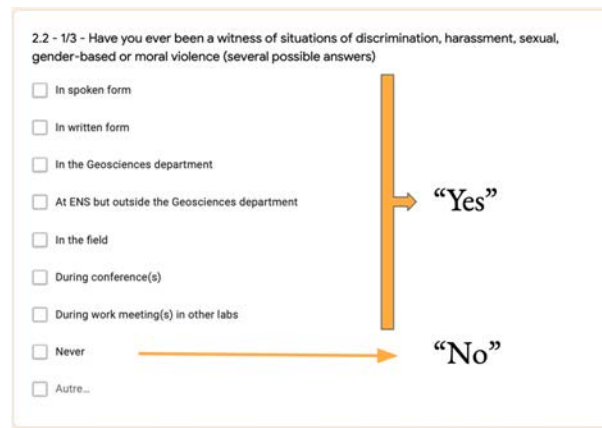 2.2 - 1/3 - Have you ever been a witness of situations of discrimination, harassment, sexual,
gender-based or moral violence (several possible answers)
In spoken form
In written form
In the Geosciences department
At ENS but outside the Geosciences department
“Yes”
In the field
During conference(s)
During work meeting(s) in other labs
Never
“No”
Autre...